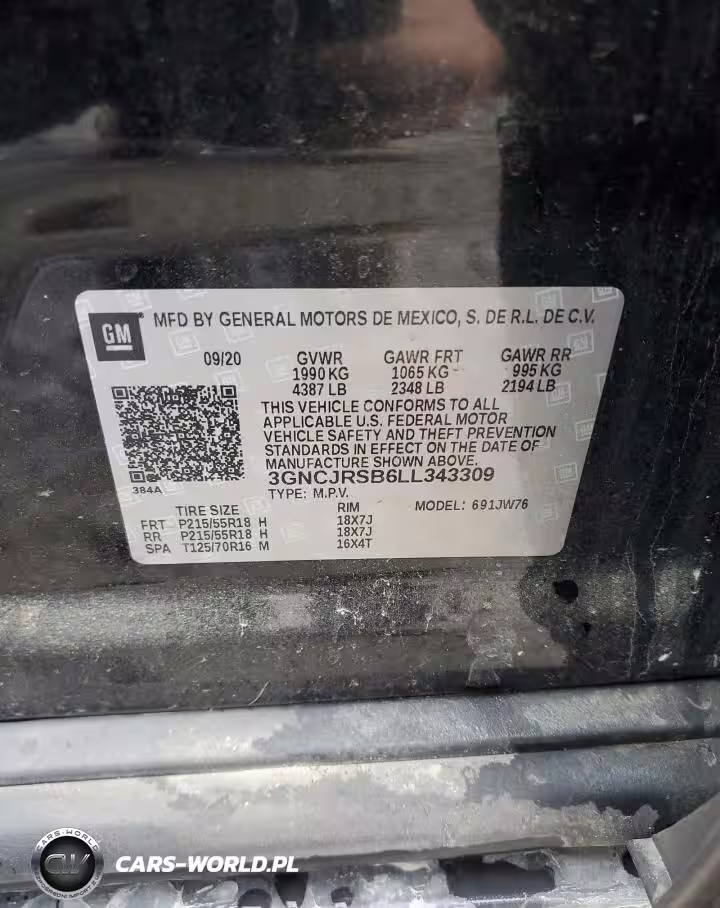 GM
MFD BY GENERAL MOTORS DE MEXICO, S. DE R.L. DE C.V.
09/20 GVWR GAWR FRT GAWR RR
1990 KG 1065 KG 995 KG
4387 LB 2348 LB 2194 LB
THIS VEHICLE CONFORMS TO ALL
APPLICABLE U.S. FEDERAL MOTOR
VEHICLE SAFETY AND THEFT PREVENTION
STANDARDS IN EFFECT ON THE DATE OF
MANUFACTURE SHOWN ABOVE.
384A 3GNCJRSB6LL343309
TYPE: M.P.V. MODEL: 691JW76
TIRE SIZE RIM
FRT P215/55R18 H 18X7J
RR P215/55R18 H 18X7J
SPA T125/70R16 M 16X4T
CARS-WORLD
CW
CARS-WORLD.PL